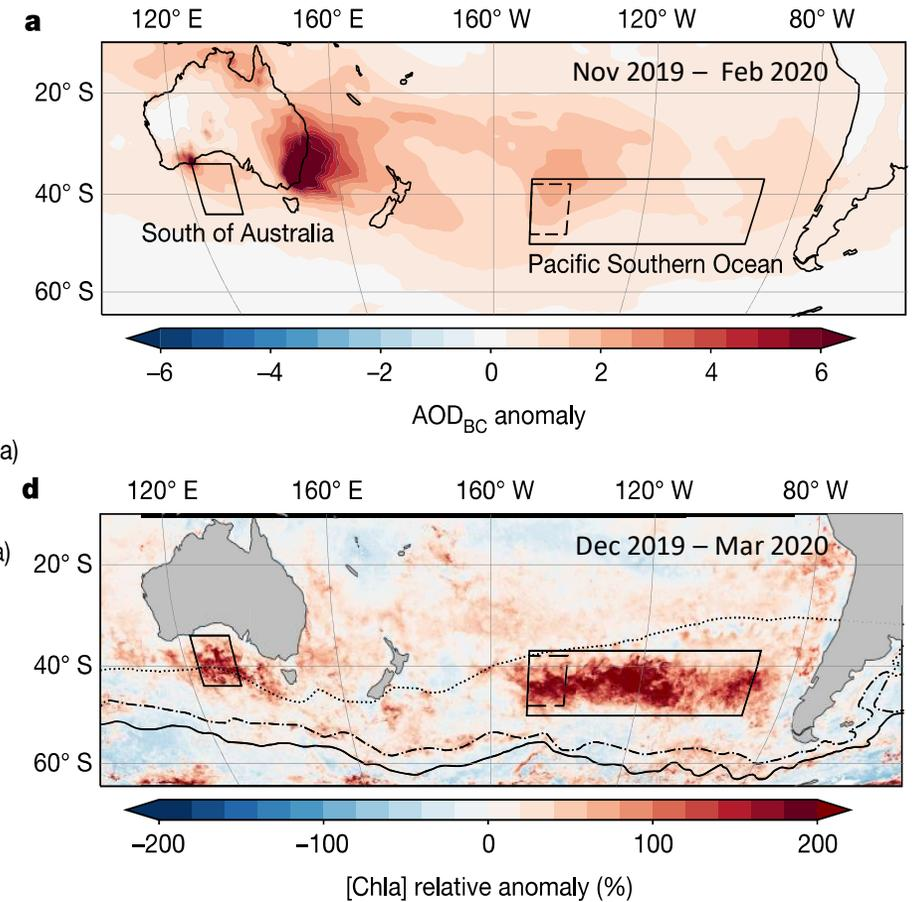 a
120° E 160° E 160° W 120° W 80° W
Nov 2019 – Feb 2020
20° S
40° S
South of Australia
Pacific Southern Ocean
60° S
–6 –4 –2 0 2 4 6
AOD_BC anomaly
a)
d
120° E 160° E 160° W 120° W 80° W
a)
Dec 2019 – Mar 2020
20° S
40° S
60° S
–200 –100 0 100 200
[Chla] relative anomaly (%)